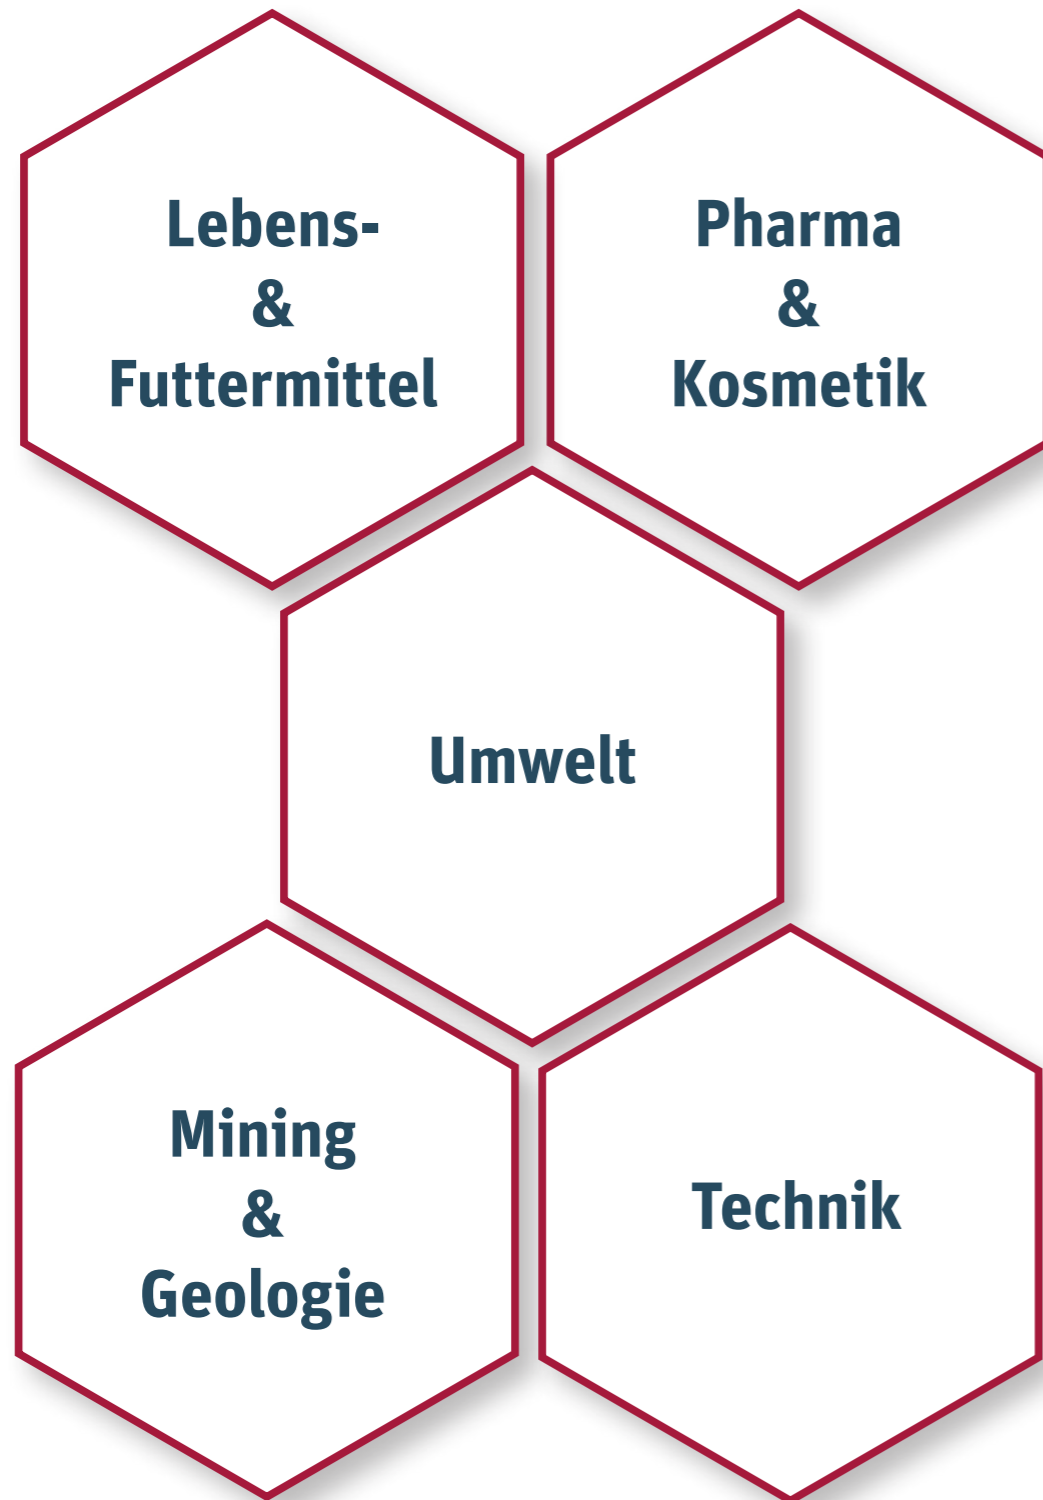 Lebens-
&
Futtermittel
Pharma
&
Kosmetik
Umwelt
Mining
&
Geologie
Technik